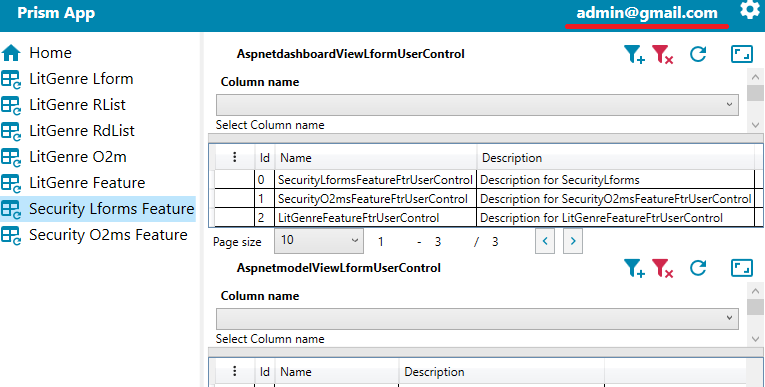 Prism App admin@gmail.com
Home
LitGenre Lform
LitGenre RList
LitGenre RdList
LitGenre O2m
LitGenre Feature
Security Lforms Feature
Security O2ms Feature
AspnetdashboardViewLformUserControl
Column name
Select Column name
Id Name Description
0 SecurityLformsFeatureFtrUserControl Description for SecurityLforms
1 SecurityO2msFeatureFtrUserControl Description for SecurityO2msFeatureFtrUserControl
2 LitGenreFeatureFtrUserControl Description for LitGenreFeatureFtrUserControl
Page size 10 1 - 3 / 3
AspnetmodelViewLformUserControl
Column name
Select Column name
Id Name Description